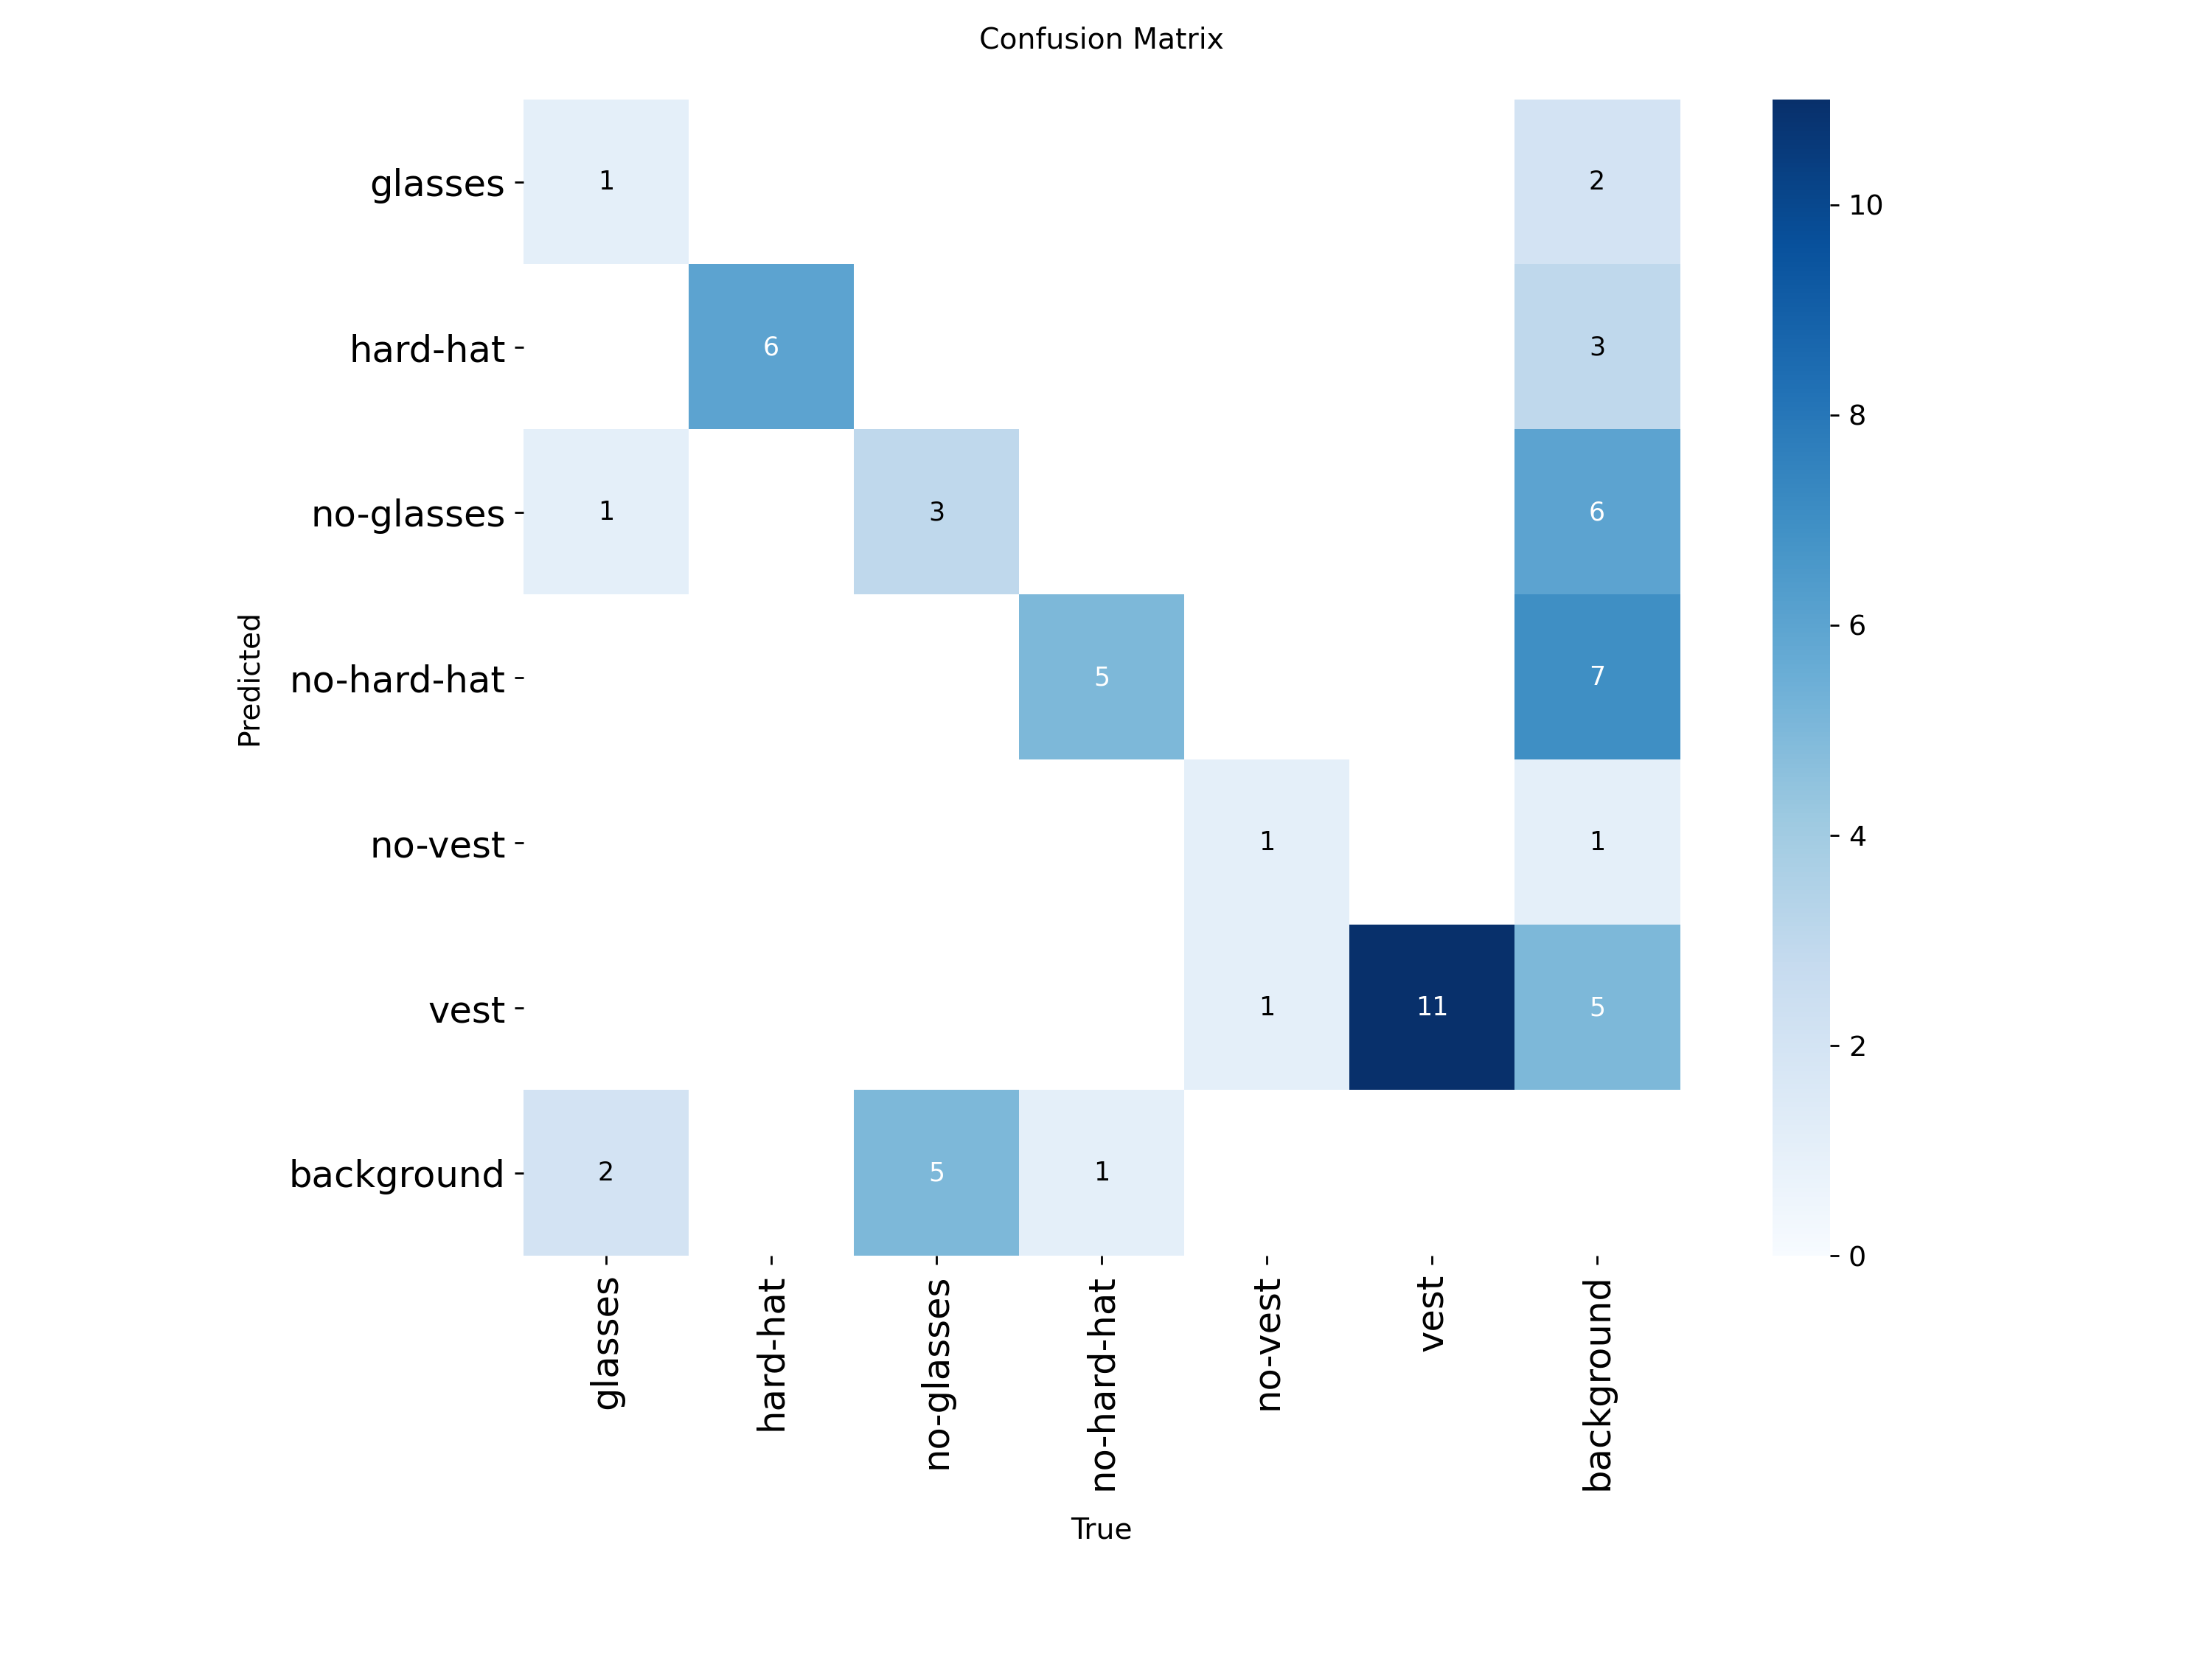 Confusion Matrix
glasses
1
2
10
hard-hat
6
3
8
no-glasses
1
3
6
6
Predicted
no-hard-hat
5
7
no-vest
1
1
4
vest
1
11
5
2
background
2
5
1
0
glasses
hard-hat
no-glasses
no-hard-hat
no-vest
vest
background
True